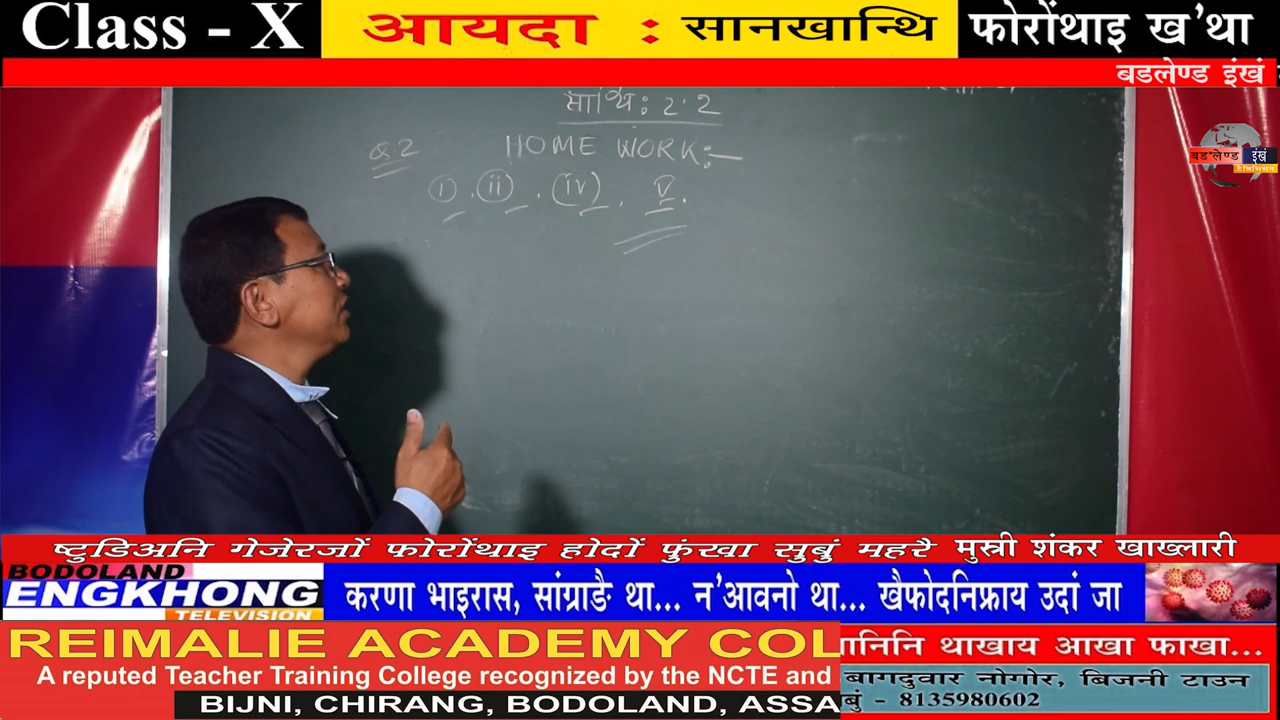 Class - X
आयदा : सानखान्थि
फोरोंथाइ ख'था
बडलेण्ड इंखं
सान्थि: 2.2
Q.2 HOME WORK:-
(i), (ii), (iv), V.
बड'लेण्ड इंखं
ष्टुडिअनि गेजेरजों फोरोंथाइ होदों फुंखा सुबुं महरै मुस्री शंकर खाख्लारी
BODOLAND
ENGKHONG
TELEVISION
करणा भाइरास, सांग्राङै था... न'आवनो था... खैफोदनिफ्राय उदां जा
REIMALIE ACADEMY COL
ानिनि थाखाय आखा फाखा...
A reputed Teacher Training College recognized by the NCTE and
बागदुवार नोगोर, बिजनी टाउन
BIJNI, CHIRANG, BODOLAND, ASSA
बुं - 8135980602